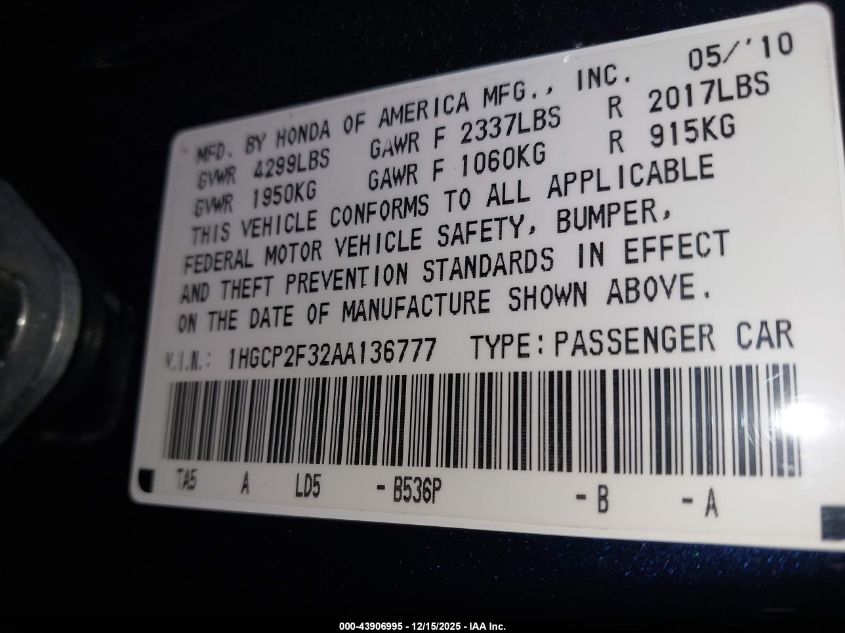 MFD. BY HONDA OF AMERICA MFG., INC. 05/'10
GVWR 4299LBS GAWR F 2337LBS R 2017LBS
GVWR 1950KG GAWR F 1060KG R 915KG
THIS VEHICLE CONFORMS TO ALL APPLICABLE
FEDERAL MOTOR VEHICLE SAFETY, BUMPER,
AND THEFT PREVENTION STANDARDS IN EFFECT
ON THE DATE OF MANUFACTURE SHOWN ABOVE.
V.I.N.: 1HGCP2F32AA136777 TYPE: PASSENGER CAR
TA5 A LD5 - B536P - B - A
000-43906995 - 12/15/2025 - IAA Inc.